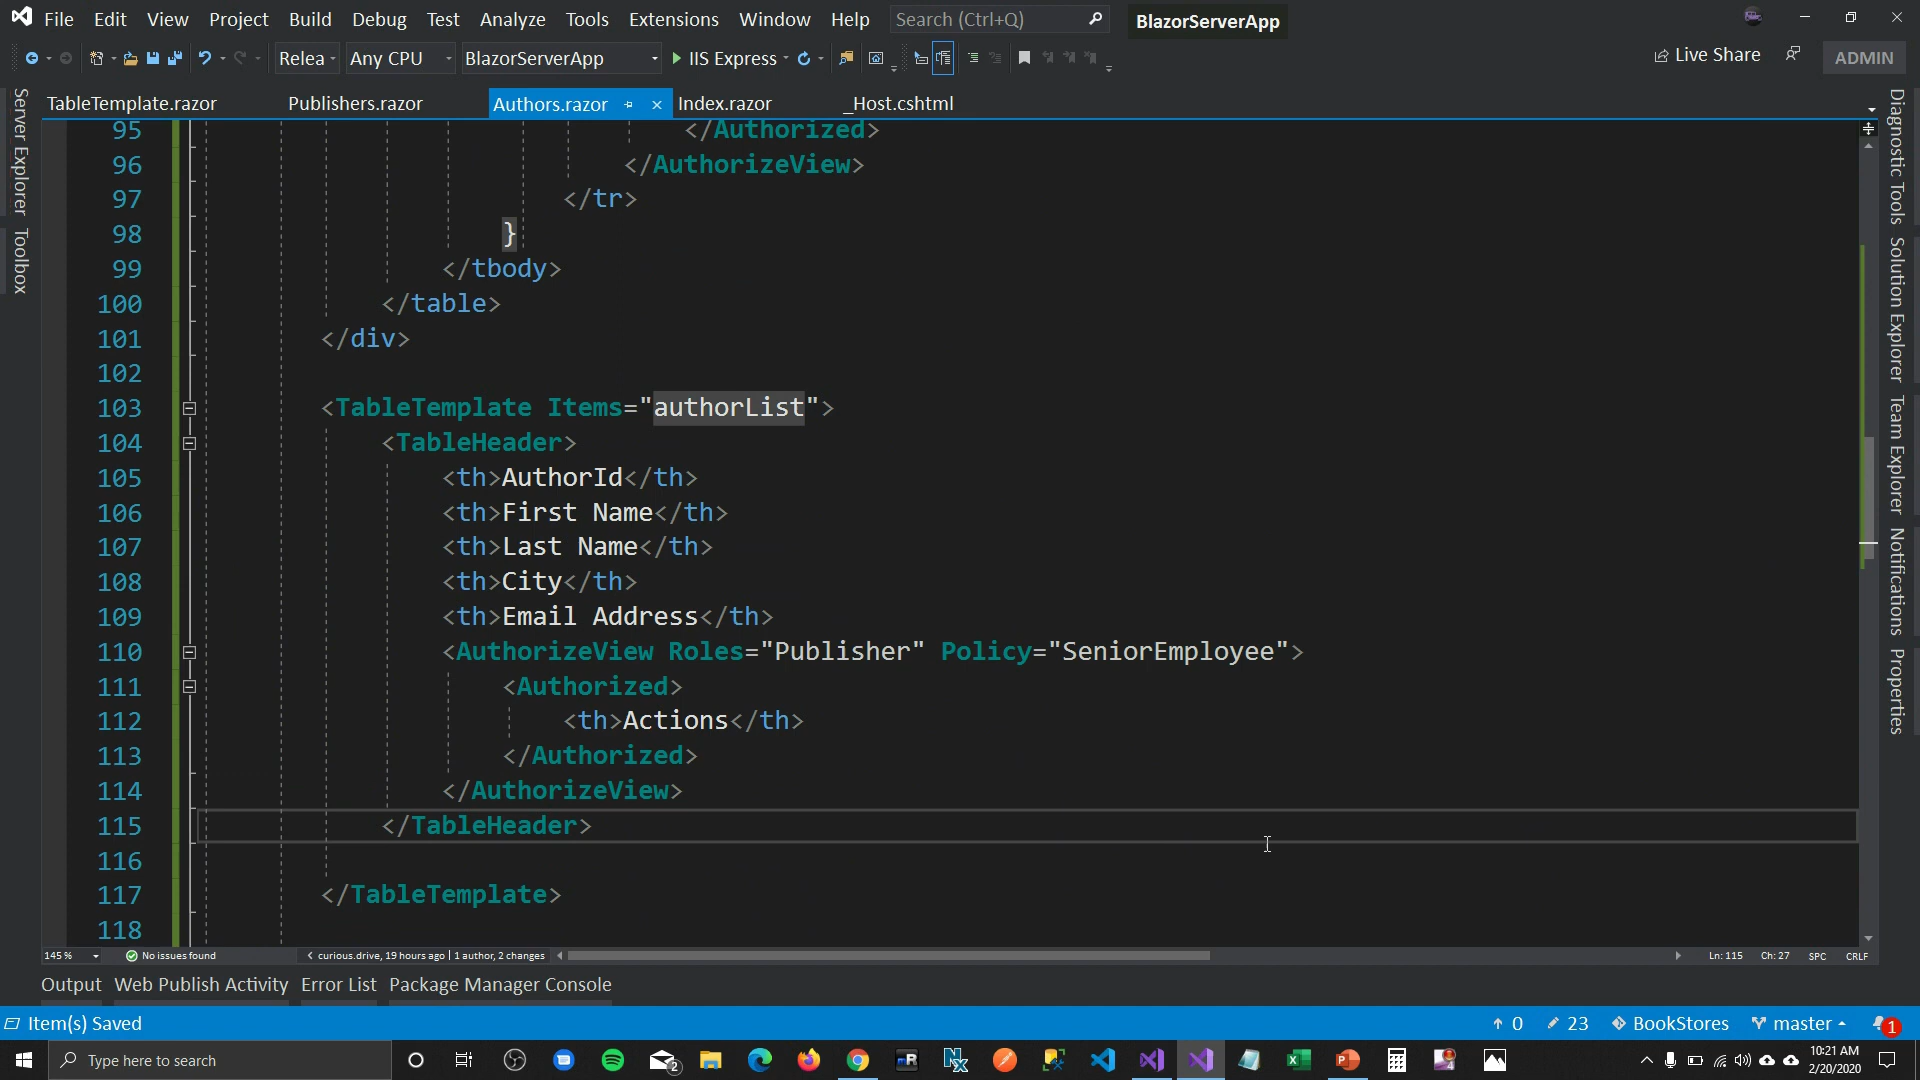 File Edit View Project Build Debug Test Analyze Tools Extensions Window Help Search (Ctrl+Q) BlazorServerApp
Relea Any CPU BlazorServerApp IIS Express Live Share ADMIN
TableTemplate.razor Publishers.razor Authors.razor Index.razor _Host.cshtml
Server Explorer
Toolbox
95 </Authorized>
96 </AuthorizeView>
97 </tr>
98 }
99 </tbody>
100 </table>
101 </div>
102
103 <TableTemplate Items="authorList">
104 <TableHeader>
105 <th>AuthorId</th>
106 <th>First Name</th>
107 <th>Last Name</th>
108 <th>City</th>
109 <th>Email Address</th>
110 <AuthorizeView Roles="Publisher" Policy="SeniorEmployee">
111 <Authorized>
112 <th>Actions</th>
113 </Authorized>
114 </AuthorizeView>
115 </TableHeader>
116
117 </TableTemplate>
118
Diagnostic Tools
Solution Explorer
Team Explorer
Notifications
Properties
145 % No issues found curious.drive, 19 hours ago | 1 author, 2 changes Ln: 115 Ch: 27 SPC CRLF
Output Web Publish Activity Error List Package Manager Console
Item(s) Saved 0 23 BookStores master 1
Type here to search 2 10:21 AM
2/20/2020